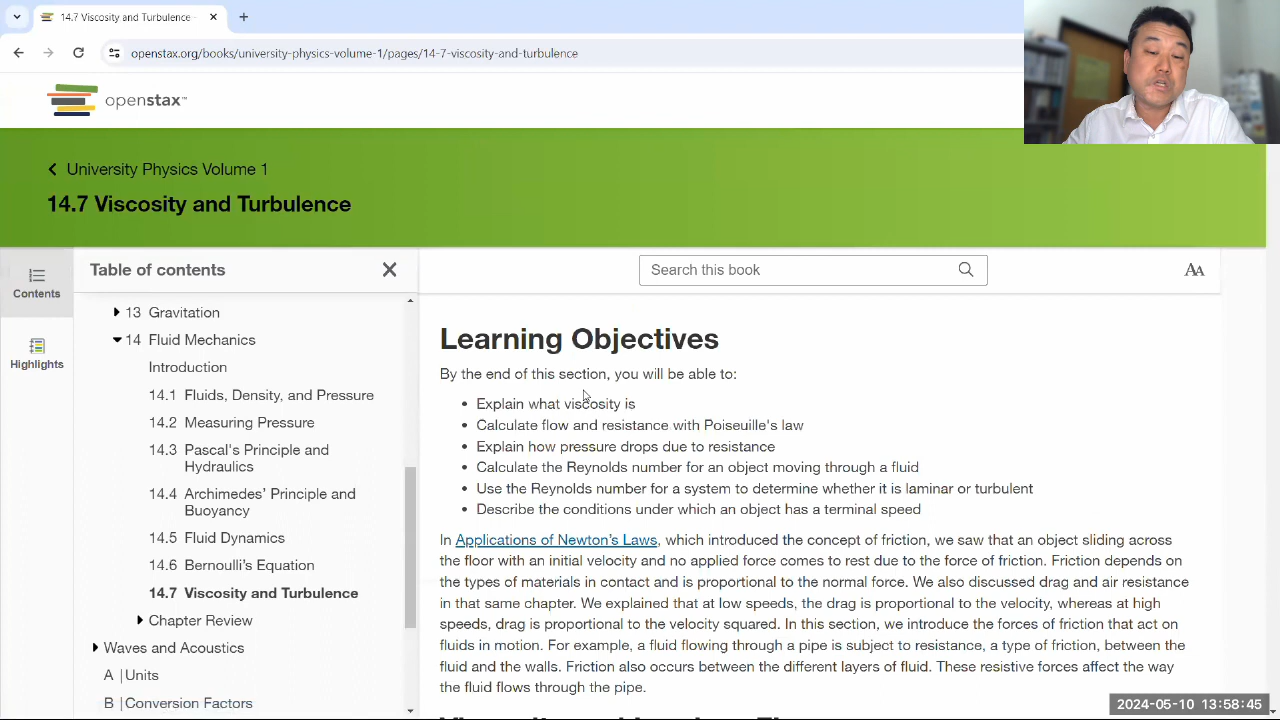 14.7 Viscosity and Turbulence -
openstax.org/books/university-physics-volume-1/pages/14-7-viscosity-and-turbulence
openstax™
University Physics Volume 1
14.7 Viscosity and Turbulence
Contents
Highlights
Table of contents
13 Gravitation
14 Fluid Mechanics
Introduction
14.1 Fluids, Density, and Pressure
14.2 Measuring Pressure
14.3 Pascal's Principle and
Hydraulics
14.4 Archimedes’ Principle and
Buoyancy
14.5 Fluid Dynamics
14.6 Bernoulli’s Equation
14.7 Viscosity and Turbulence
Chapter Review
Waves and Acoustics
A | Units
B | Conversion Factors
Search this book
AA
Learning Objectives
By the end of this section, you will be able to:
• Explain what viscosity is
• Calculate flow and resistance with Poiseuille's law
• Explain how pressure drops due to resistance
• Calculate the Reynolds number for an object moving through a fluid
• Use the Reynolds number for a system to determine whether it is laminar or turbulent
• Describe the conditions under which an object has a terminal speed
In Applications of Newton’s Laws, which introduced the concept of friction, we saw that an object sliding across
the floor with an initial velocity and no applied force comes to rest due to the force of friction. Friction depends on
the types of materials in contact and is proportional to the normal force. We also discussed drag and air resistance
in that same chapter. We explained that at low speeds, the drag is proportional to the velocity, whereas at high
speeds, drag is proportional to the velocity squared. In this section, we introduce the forces of friction that act on
fluids in motion. For example, a fluid flowing through a pipe is subject to resistance, a type of friction, between the
fluid and the walls. Friction also occurs between the different layers of fluid. These resistive forces affect the way
the fluid flows through the pipe.
2024-05-10 13:58:45